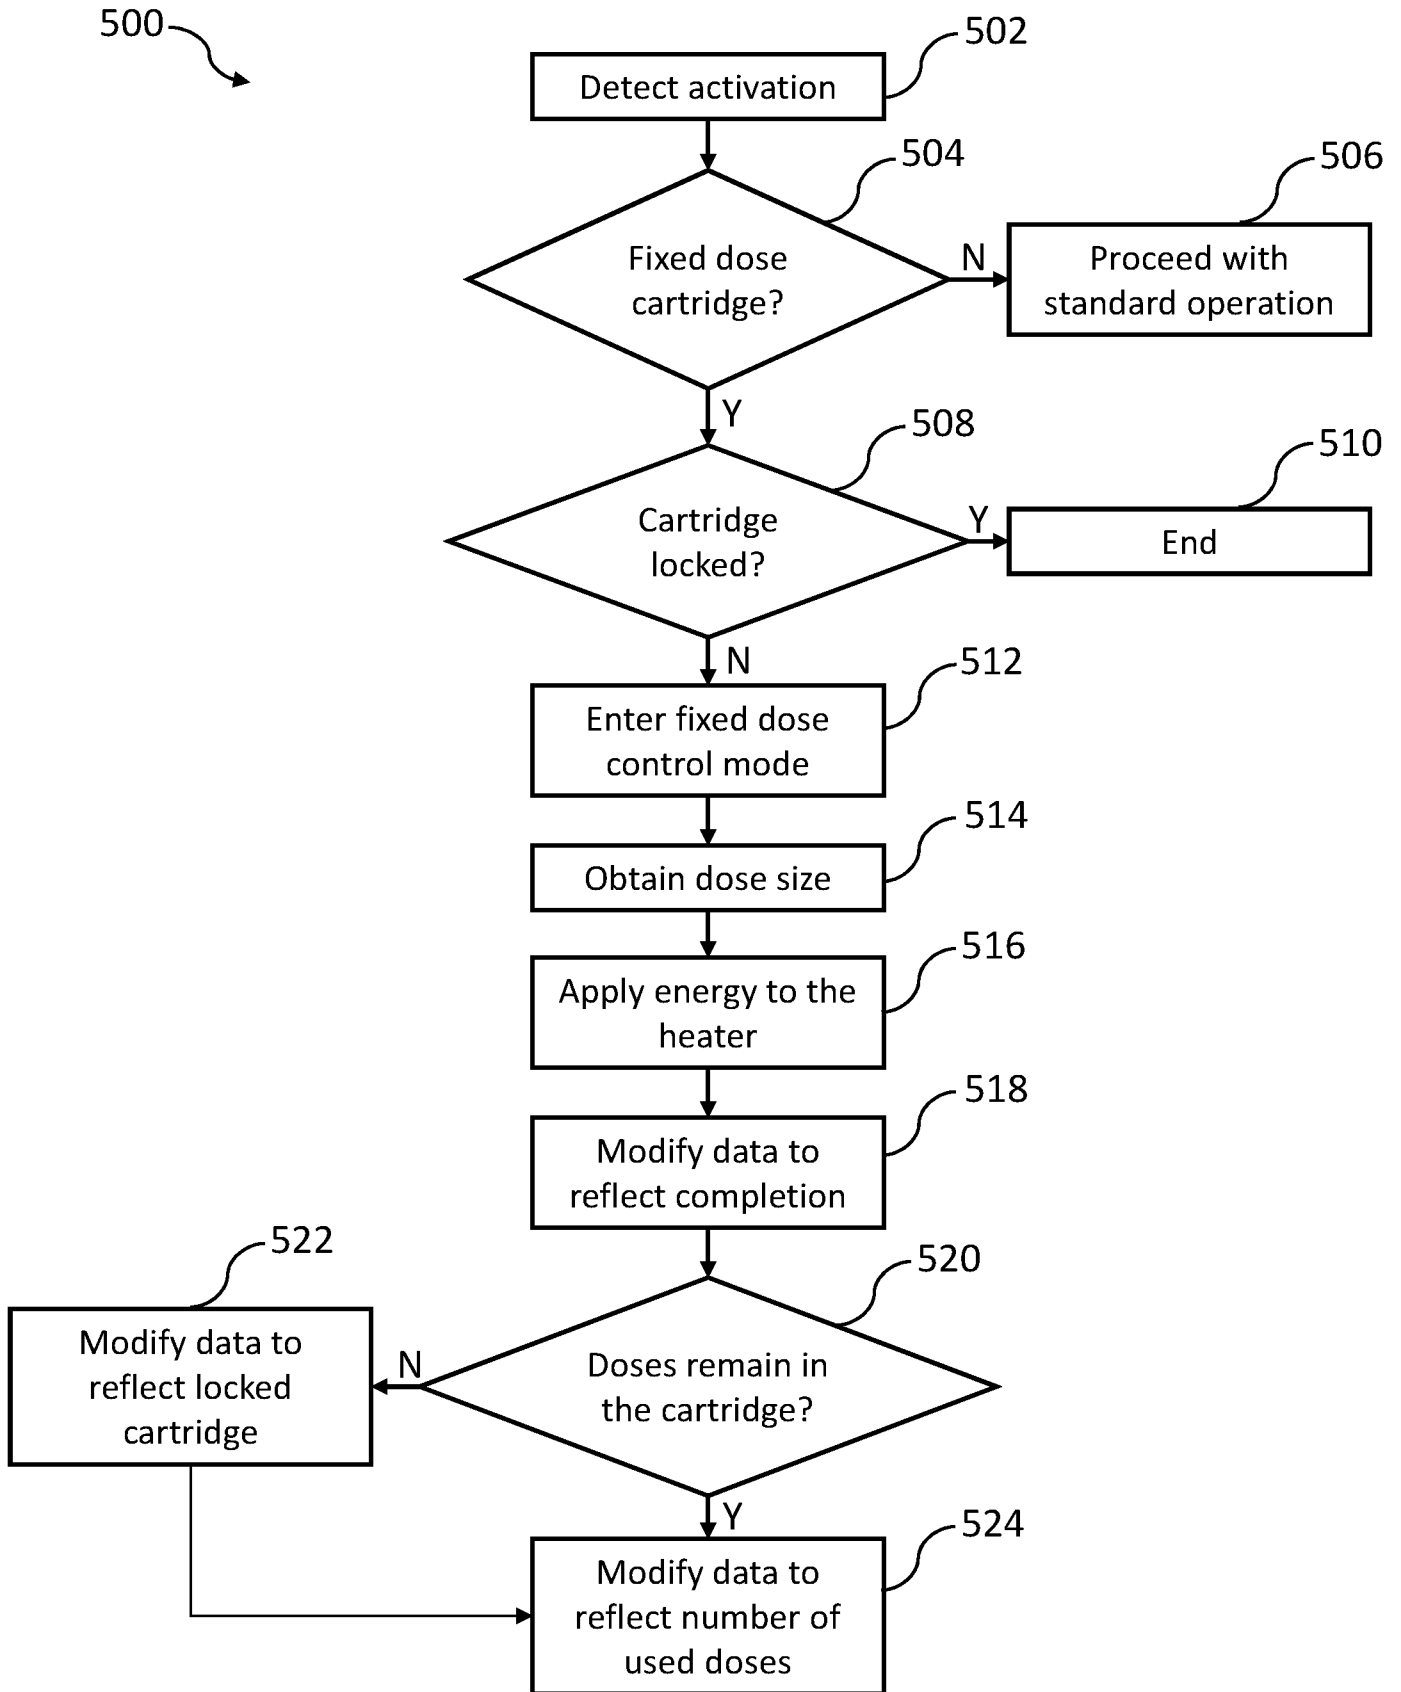 500
502
Detect activation
504
506
Fixed dose
cartridge?
N
Proceed with
standard operation
Y
508
510
Cartridge
locked?
Y
End
N
512
Enter fixed dose
control mode
514
Obtain dose size
516
Apply energy to the
heater
518
Modify data to
reflect completion
522
520
Modify data to
reflect locked
cartridge
N
Doses remain in
the cartridge?
Y
524
Modify data to
reflect number of
used doses